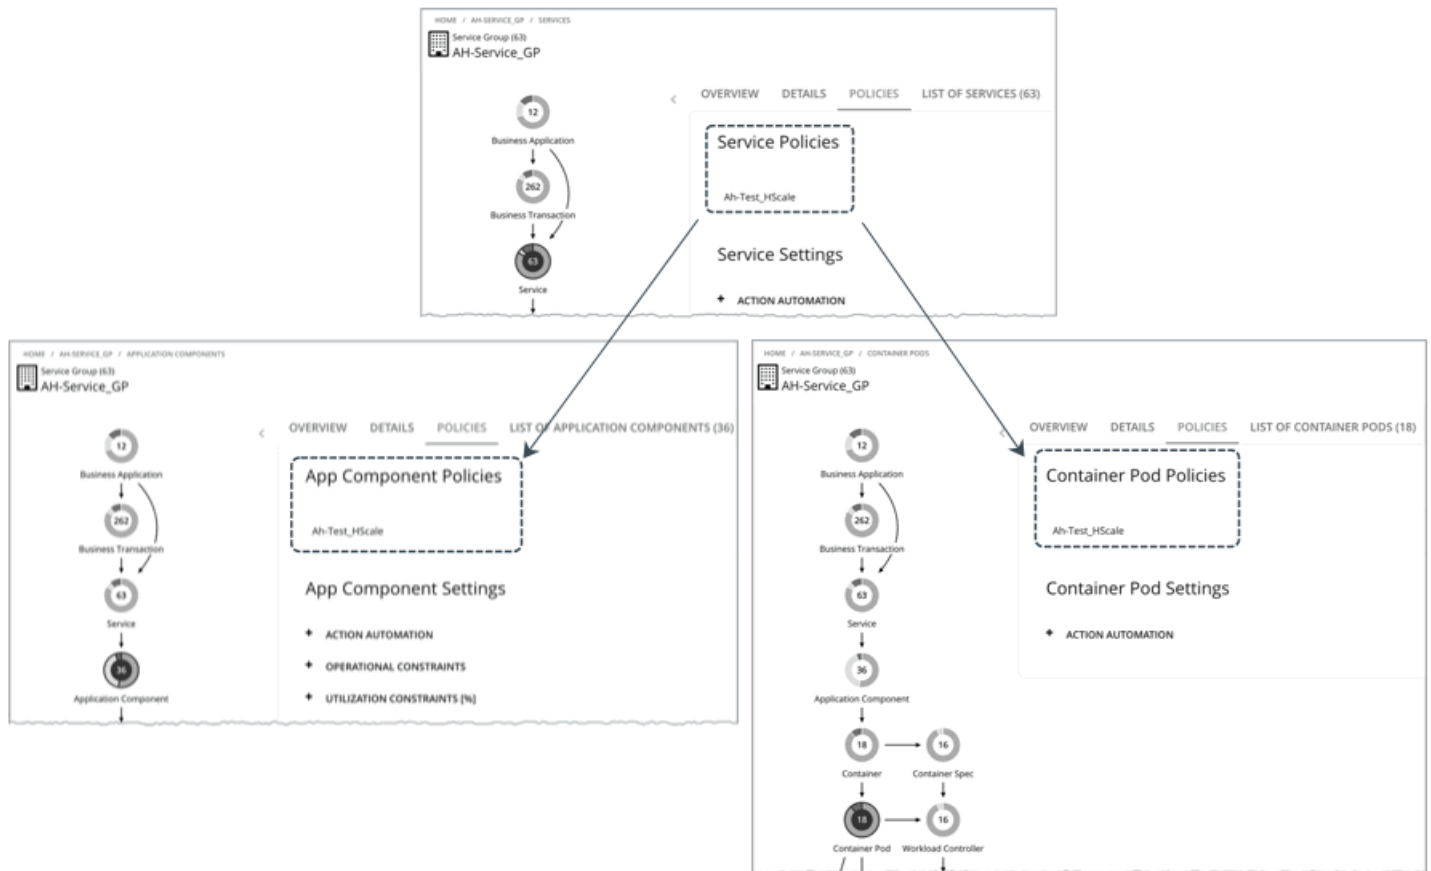 HOME / AH-SERVICE_GP / SERVICES
Service Group (63)
AH-Service_GP
OVERVIEW DETAILS POLICIES LIST OF SERVICES (63)
12
Business Application
262
Business Transaction
63
Service
Service Policies
Ah-Test_HScale
Service Settings
+ ACTION AUTOMATION
HOME / AH-SERVICE_GP / APPLICATION COMPONENTS
Service Group (63)
AH-Service_GP
OVERVIEW DETAILS POLICIES LIST OF APPLICATION COMPONENTS (36)
12
Business Application
262
Business Transaction
63
Service
36
Application Component
App Component Policies
Ah-Test_HScale
App Component Settings
+ ACTION AUTOMATION
+ OPERATIONAL CONSTRAINTS
+ UTILIZATION CONSTRAINTS [%]
HOME / AH-SERVICE_GP / CONTAINER PODS
Service Group (63)
AH-Service_GP
OVERVIEW DETAILS POLICIES LIST OF CONTAINER PODS (18)
12
Business Application
262
Business Transaction
63
Service
36
Application Component
18 16
Container Container Spec
18 16
Container Pod Workload Controller
Container Pod Policies
Ah-Test_HScale
Container Pod Settings
+ ACTION AUTOMATION